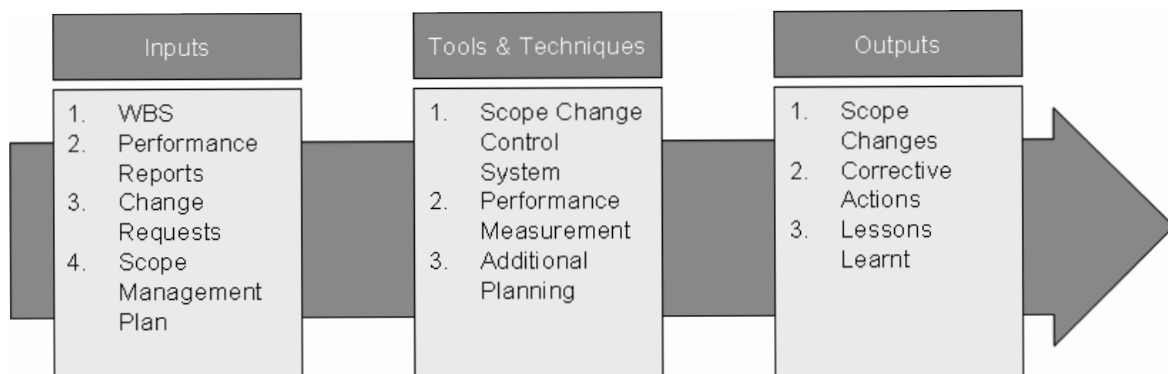 Inputs
1. WBS
2. Performance
Reports
3. Change
Requests
4. Scope
Management
Plan
Tools & Techniques
1. Scope Change
Control
System
2. Performance
Measurement
3. Additional
Planning
Outputs
1. Scope
Changes
2. Corrective
Actions
3. Lessons
Learnt